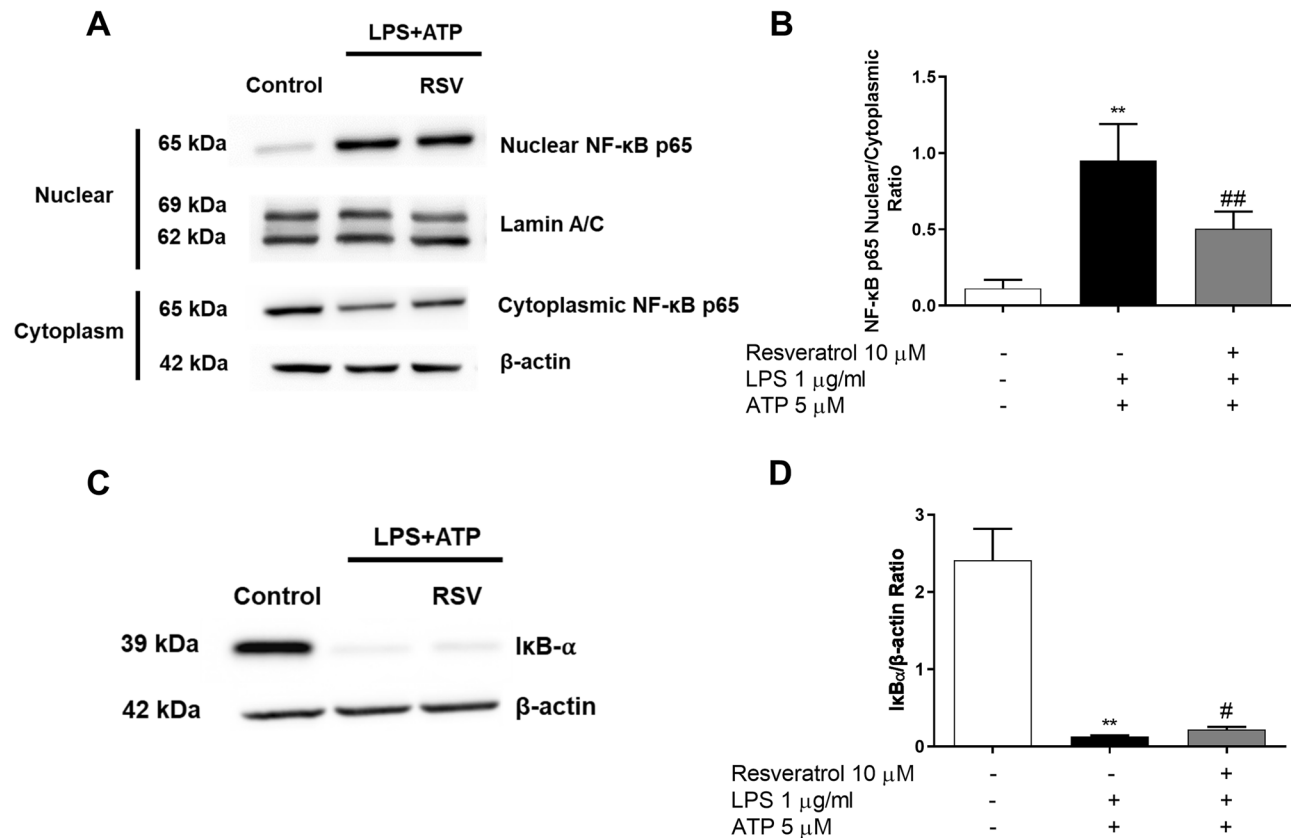 A
LPS+ATP
Control
RSV
Nuclear
65 kDa
Nuclear NF-κB p65
69 kDa
62 kDa
Lamin A/C
Cytoplasm
65 kDa
Cytoplasmic NF-κB p65
42 kDa
β-actin
B
NF-κB p65 Nuclear/Cytoplasmic
Ratio
1.5
1.0
0.5
0.0
**
##
Resveratrol 10 μM - - +
LPS 1 μg/ml - + +
ATP 5 μM - + +
C
LPS+ATP
Control
RSV
39 kDa
IκB-α
42 kDa
β-actin
D
IκBα/β-actin Ratio
3
2
1
0
**
#
Resveratrol 10 μM - - +
LPS 1 μg/ml - + +
ATP 5 μM - + +